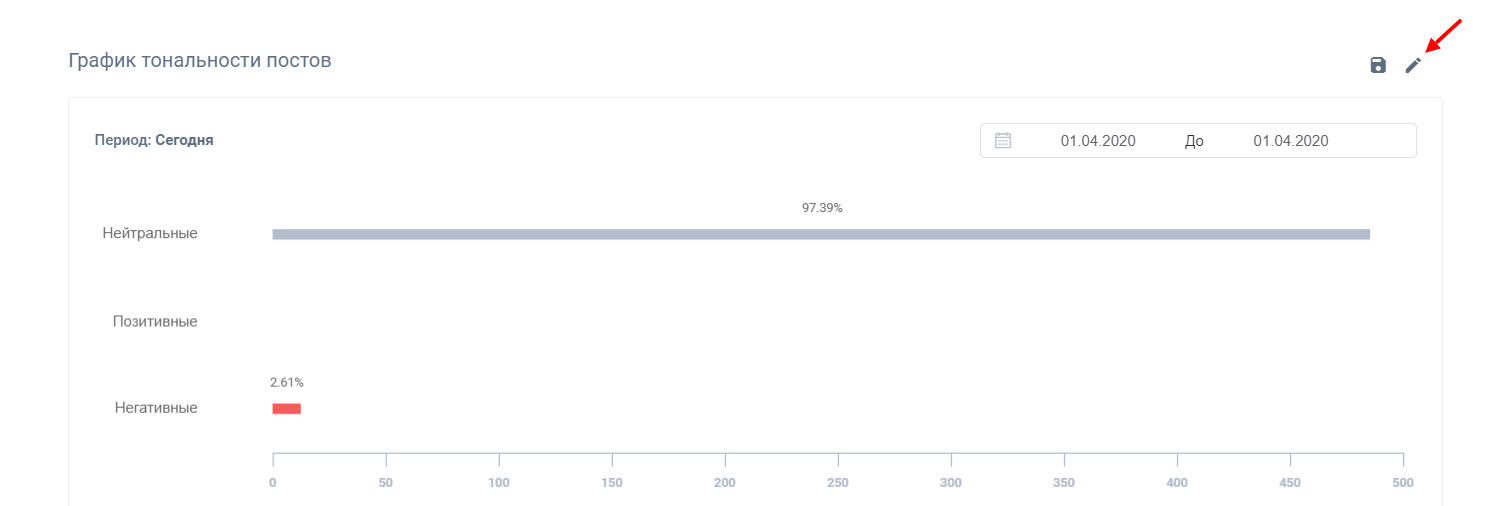 График тональности постов
Период: Сегодня
01.04.2020 До 01.04.2020
97.39%
Нейтральные
Позитивные
2.61%
Негативные
0 50 100 150 200 250 300 350 400 450 500